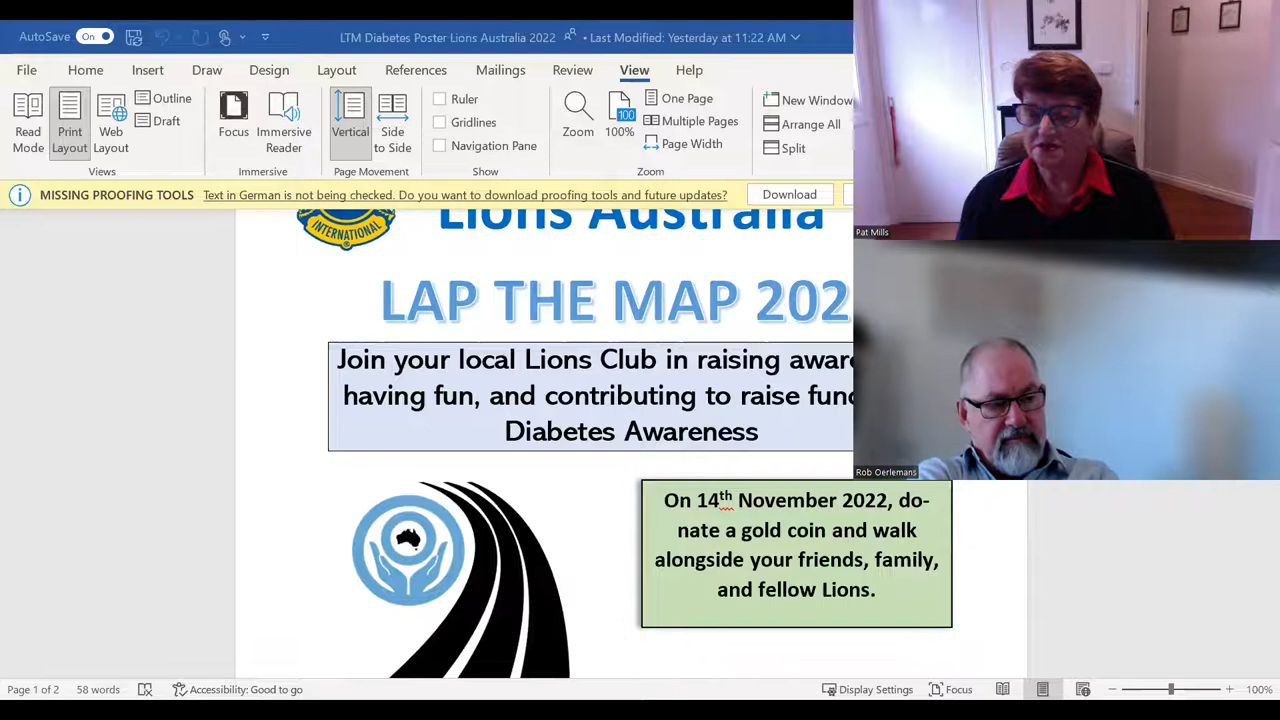 AutoSave On LTM Diabetes Poster Lions Australia 2022 • Last Modified: Yesterday at 11:22 AM
File Home Insert Draw Design Layout References Mailings Review View Help
Read Mode
Print Layout
Web Layout
Outline
Draft
Views
Focus
Immersive Reader
Immersive
Vertical
Side to Side
Page Movement
Ruler
Gridlines
Navigation Pane
Show
Zoom
100
100%
One Page
Multiple Pages
Page Width
Zoom
New Window
Arrange All
Split
MISSING PROOFING TOOLS Text in German is not being checked. Do you want to download proofing tools and future updates? Download
INTERNATIONAL
Lions Australia
LAP THE MAP 202
Join your local Lions Club in raising aware
having fun, and contributing to raise fun
Diabetes Awareness
On 14th November 2022, do-
nate a gold coin and walk
alongside your friends, family,
and fellow Lions.
Pat Mills
Rob Oerlemans
Page 1 of 2 58 words Accessibility: Good to go Display Settings Focus 100%